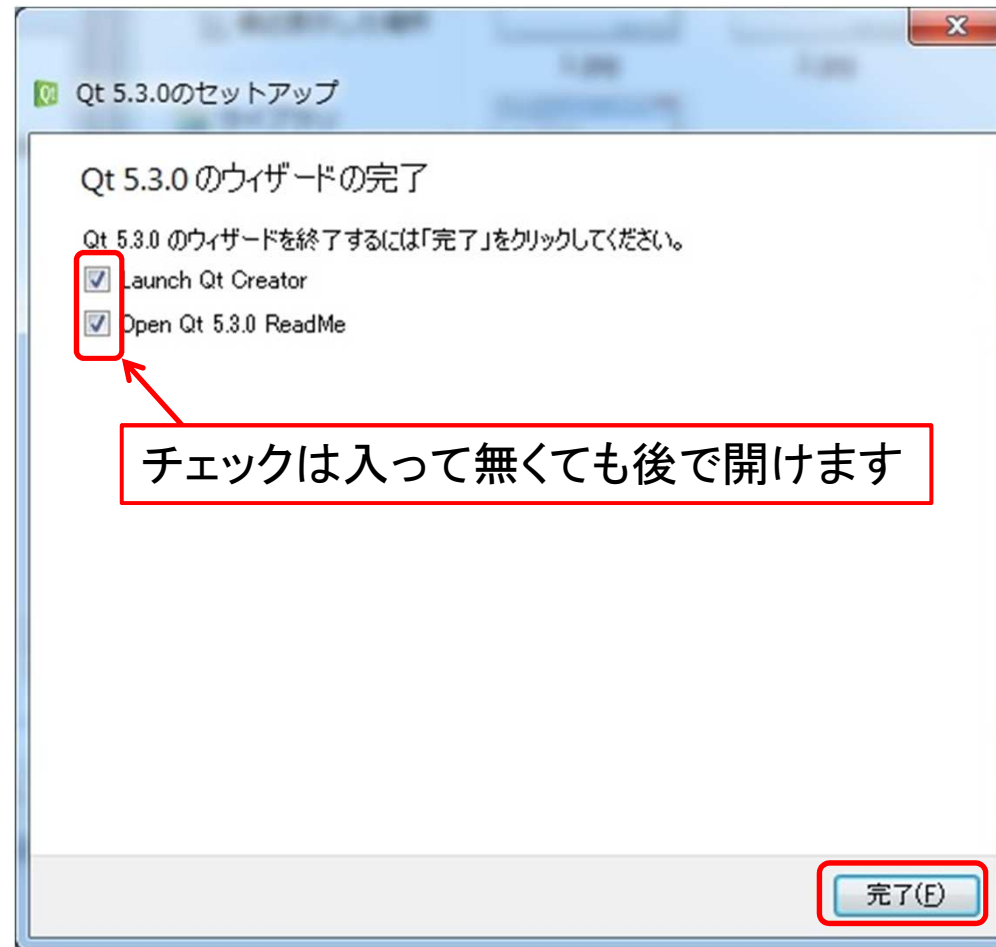 Qt 5.3.0のセットアップ
Qt 5.3.0 のウィザードの完了
Qt 5.3.0 のウィザードを終了するには「完了」をクリックしてください。
Launch Qt Creator
Open Qt 5.3.0 ReadMe
チェックは入って無くても後で開けます
完了(F)